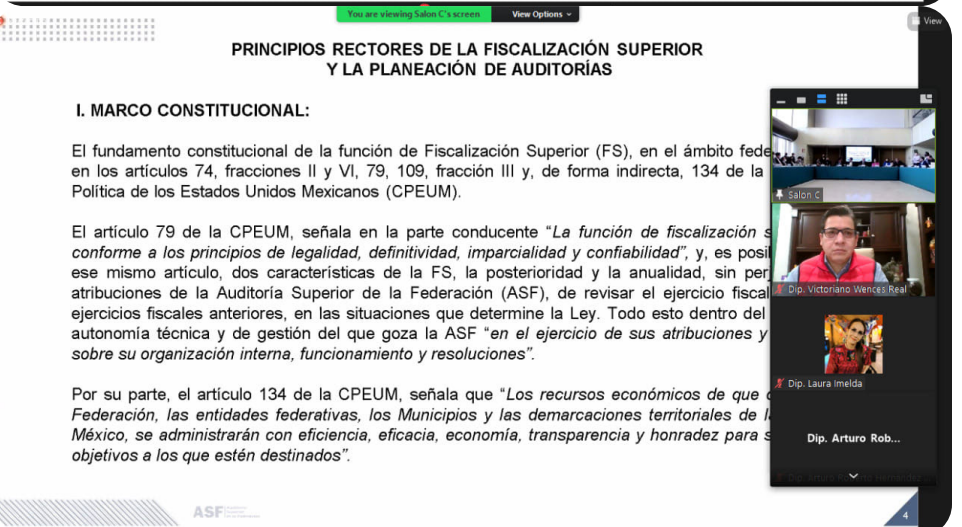 You are viewing Salon C's screen
View Options
View
PRINCIPIOS RECTORES DE LA FISCALIZACIÓN SUPERIOR
Y LA PLANEACIÓN DE AUDITORÍAS
I. MARCO CONSTITUCIONAL:
El fundamento constitucional de la función de Fiscalización Superior (FS), en el ámbito fede
en los artículos 74, fracciones II y VI, 79, 109, fracción III y, de forma indirecta, 134 de la
Política de los Estados Unidos Mexicanos (CPEUM).
El artículo 79 de la CPEUM, señala en la parte conducente “La función de fiscalización s
conforme a los principios de legalidad, definitividad, imparcialidad y confiabilidad”, y, es posi
ese mismo artículo, dos características de la FS, la posterioridad y la anualidad, sin per
atribuciones de la Auditoría Superior de la Federación (ASF), de revisar el ejercicio fiscal
ejercicios fiscales anteriores, en las situaciones que determine la Ley. Todo esto dentro del
autonomía técnica y de gestión del que goza la ASF “en el ejercicio de sus atribuciones y
sobre su organización interna, funcionamiento y resoluciones”.
Por su parte, el artículo 134 de la CPEUM, señala que “Los recursos económicos de que
Federación, las entidades federativas, los Municipios y las demarcaciones territoriales de l
México, se administrarán con eficiencia, eficacia, economía, transparencia y honradez para s
objetivos a los que estén destinados”.
ASF
4
Salon C
Dip. Victoriano Wences Real
Dip. Laura Imelda
Dip. Arturo Rob...